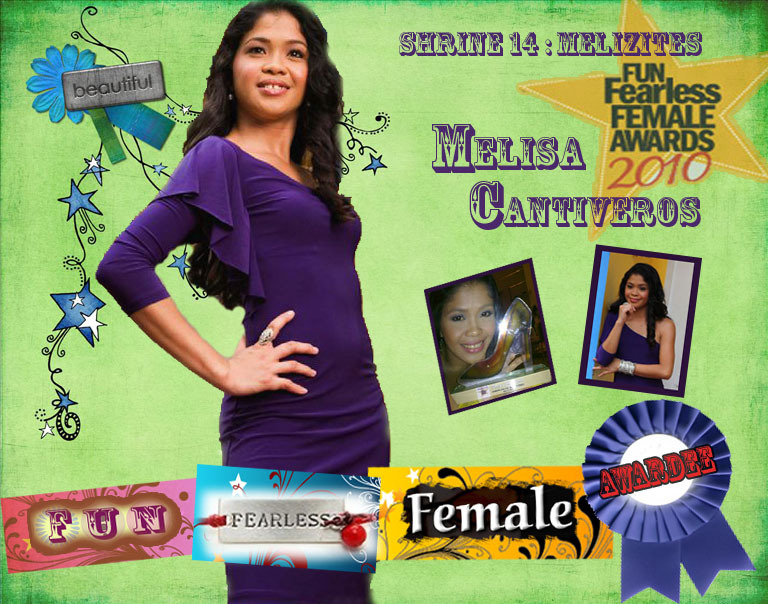 SHRINE 14 : MELIZITES
beautiful
FUN
Fearless
FEMALE
AWARDS
2010
MELISA
CANTIVEROS
FUN
FEARLESS
Female
AWARDEE